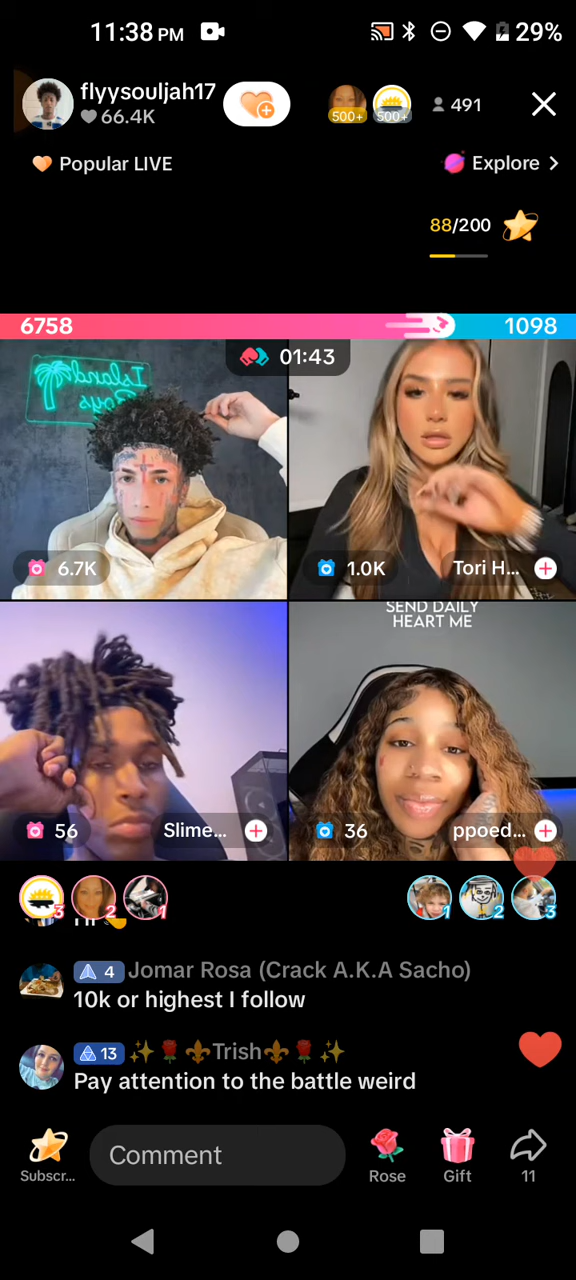 11:38 PM
29%
flyysouljah17
66.4K
500+
500+
491
Popular LIVE
Explore >
88/200
6758
1098
01:43
Island
Boys
6.7K
1.0K
Tori H...
SEND DAILY
HEART ME
56
Slime...
36
ppoed...
3
2
1
1
2
3
4 Jomar Rosa (Crack A.K.A Sacho)
10k or highest I follow
13 ✨🌹⚜️Trish⚜️🌹✨
Pay attention to the battle weird
Comment
Subscr...
Rose
Gift
11